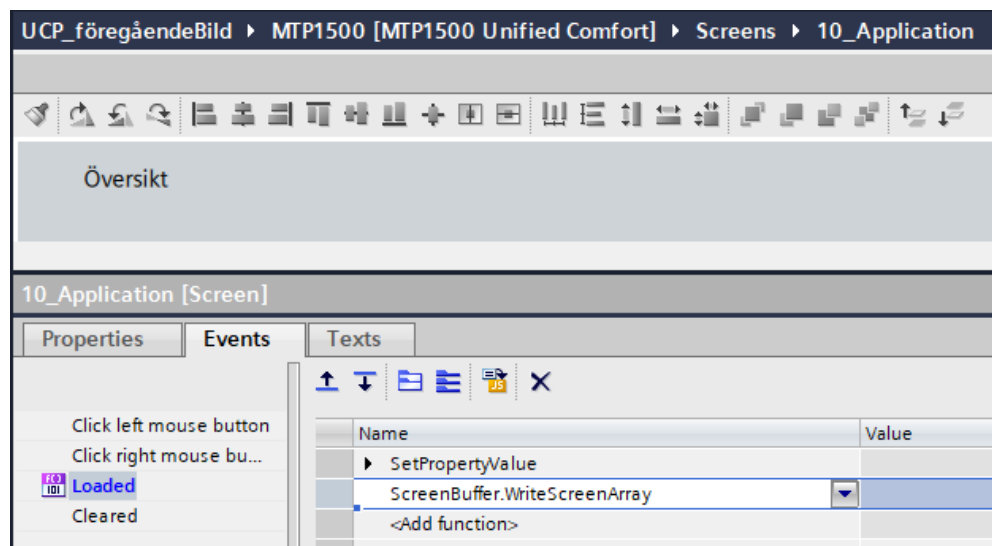 UCP_föregåendeBild ▸ MTP1500 [MTP1500 Unified Comfort] ▸ Screens ▸ 10_Application
Översikt
10_Application [Screen]
Properties Events Texts
Click left mouse button
Click right mouse bu...
Loaded
Cleared
Name Value
SetPropertyValue
ScreenBuffer.WriteScreenArray
<Add function>